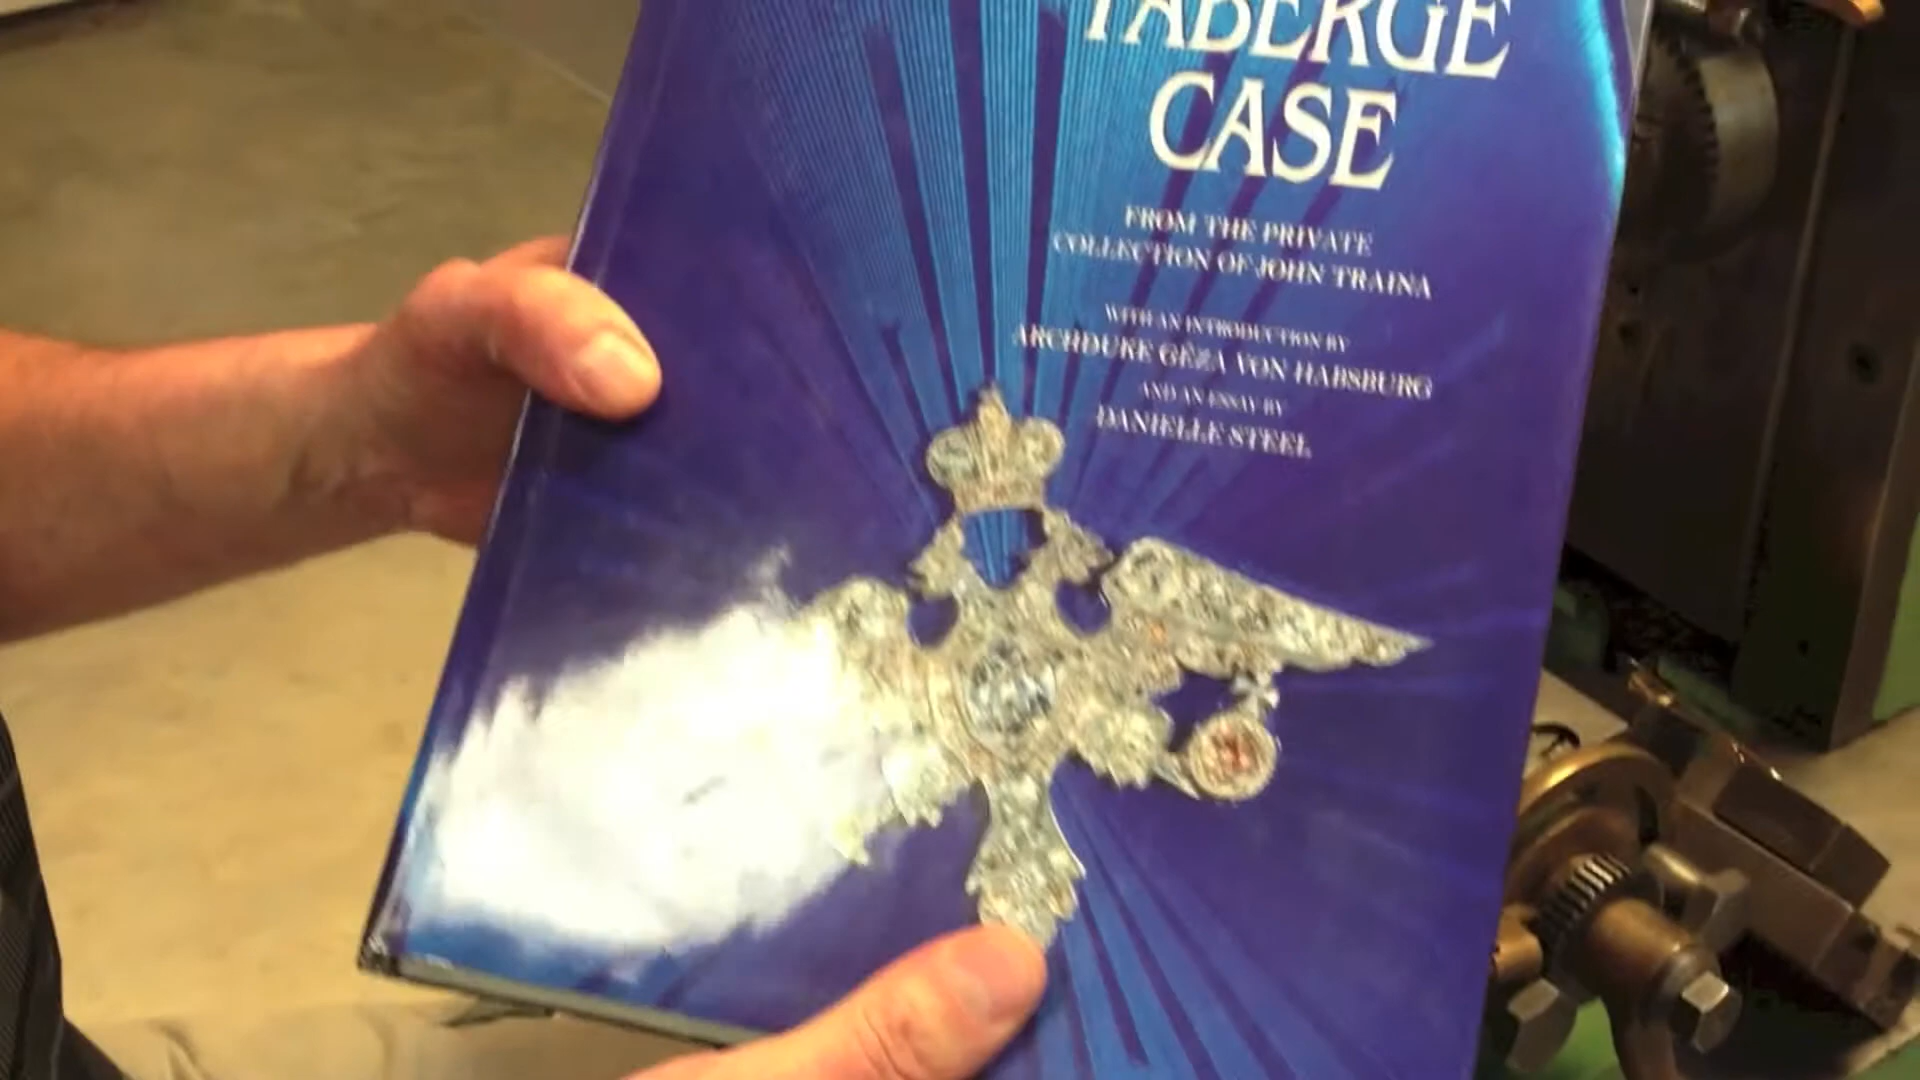 FABERGÉ
CASE
FROM THE PRIVATE
COLLECTION OF JOHN TRAINA
WITH AN INTRODUCTION BY
ARCHDUKE GÉZA VON HABSBURG
AND AN ESSAY BY
DANIELLE STEEL